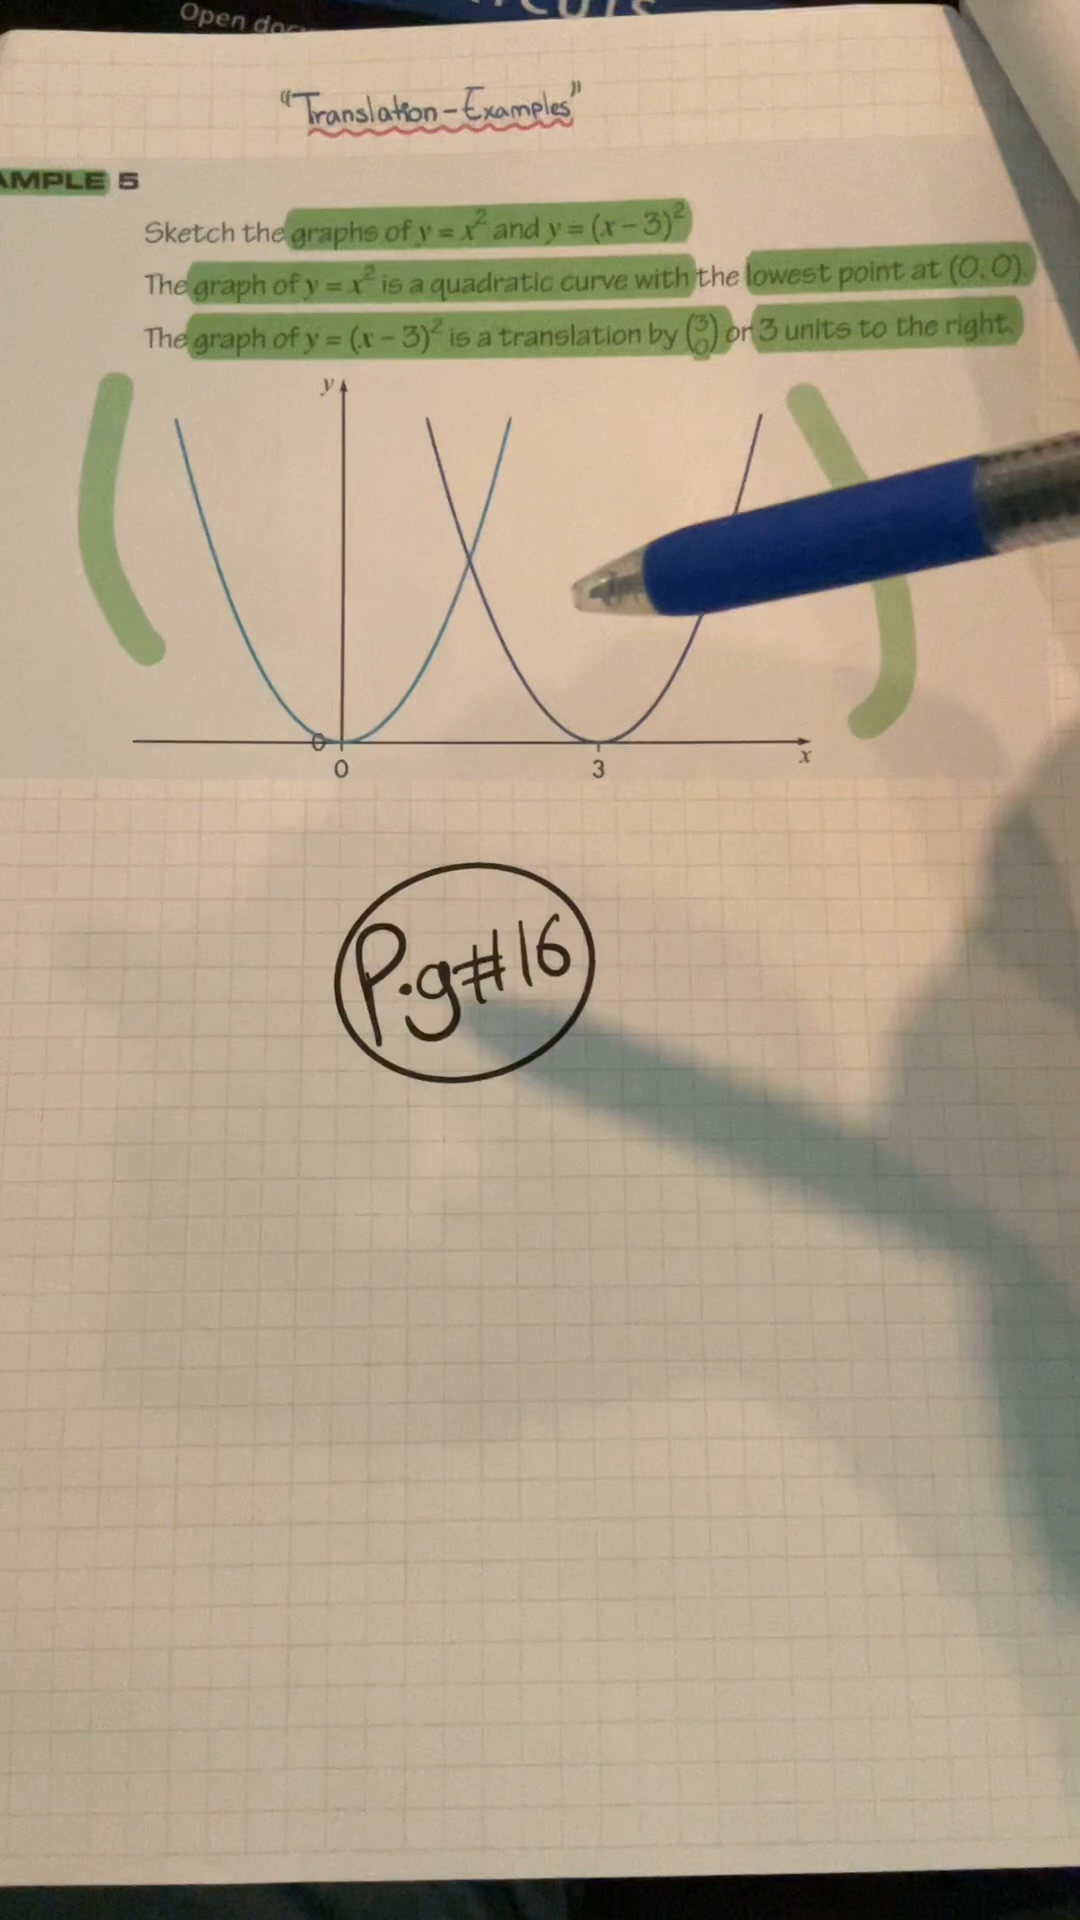 Open
"Translation-Examples"
AMPLE 5
Sketch the graphs of y = x² and y = (x – 3)²
The graph of y = x² is a quadratic curve with the lowest point at (0, 0).
The graph of y = (x – 3)² is a translation by (3 0) or 3 units to the right.
y
0
3
x
P.g#16